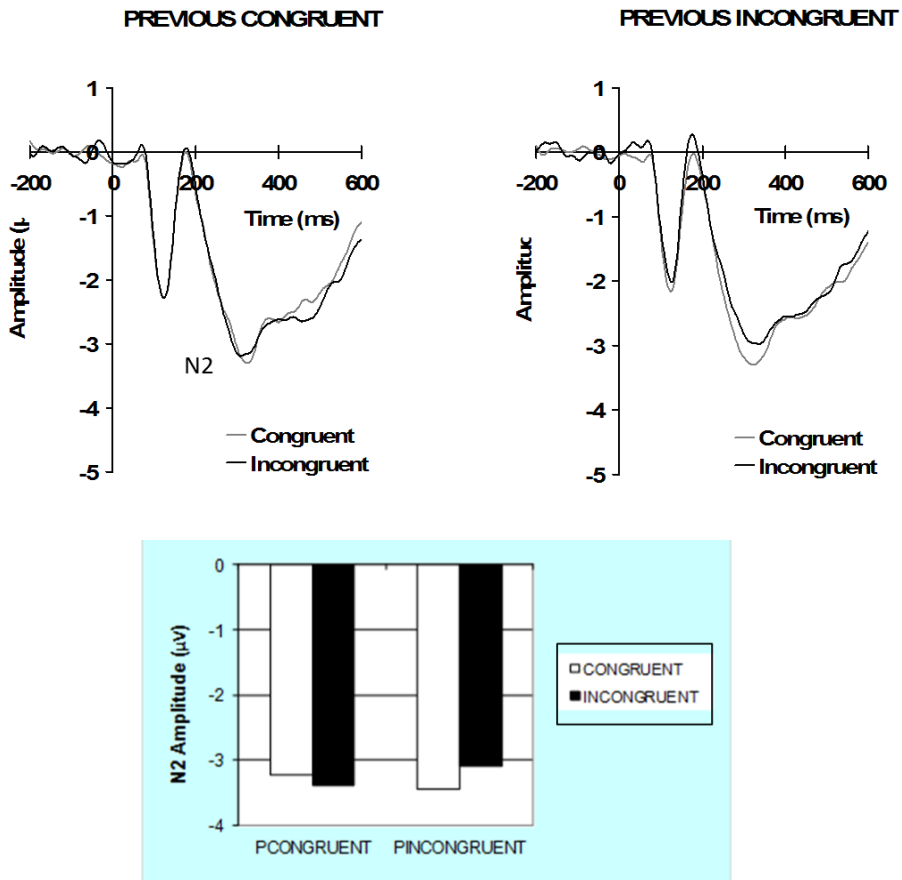 PREVIOUS CONGRUENT
1
0
-200 0 200 400 600
-1
-2
-3
-4
-5
Time (ms)
N2
Congruent
Incongruent
PREVIOUS INCONGRUENT
1
0
-200 0 200 400 600
-1
-2
-3
-4
-5
Time (ms)
Congruent
Incongruent
Amplitude
0
-1
-2
-3
-4
N2 Amplitude (µV)
PCONGRUENT PINCONGRUENT
CONGRUENT
INCONGRUENT